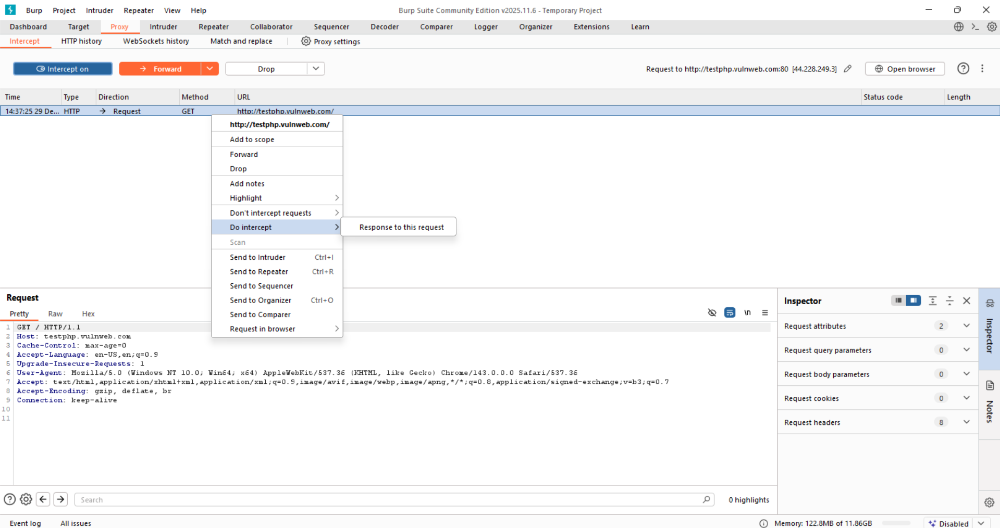 Burp Project Intruder Repeater View Help
Burp Suite Community Edition v2025.11.6 - Temporary Project
Dashboard Target Proxy Intruder Repeater Collaborator Sequencer Decoder Comparer Logger Organizer Extensions Learn
Intercept HTTP history WebSockets history Match and replace Proxy settings
Intercept on Forward Drop Request to http://testphp.vulnweb.com:80 [44.228.249.3] Open browser
Time Type Direction Method URL Status code Length
14:37:25 29 De... HTTP → Request GET http://testphp.vulnweb.com/
http://testphp.vulnweb.com/
Add to scope
Forward
Drop
Add notes
Highlight
Don't intercept requests
Do intercept
Response to this request
Scan
Send to Intruder Ctrl+I
Send to Repeater Ctrl+R
Send to Sequencer
Send to Organizer Ctrl+O
Send to Comparer
Request in browser
Request
Pretty Raw Hex
\n
1 GET / HTTP/1.1
2 Host: testphp.vulnweb.com
3 Cache-Control: max-age=0
4 Accept-Language: en-US,en;q=0.9
5 Upgrade-Insecure-Requests: 1
6 User-Agent: Mozilla/5.0 (Windows NT 10.0; Win64; x64) AppleWebKit/537.36 (KHTML, like Gecko) Chrome/143.0.0.0 Safari/537.36
7 Accept: text/html,application/xhtml+xml,application/xml;q=0.9,image/avif,image/webp,image/apng,*/*;q=0.8,application/signed-exchange;v=b3;q=0.7
8 Accept-Encoding: gzip, deflate, br
9 Connection: keep-alive
10
11
Inspector
Request attributes 2
Request query parameters 0
Request body parameters 0
Request cookies 0
Request headers 8
Inspector
Notes
Search
0 highlights
Event log All issues
Memory: 122.8MB of 11.86GB
Disabled